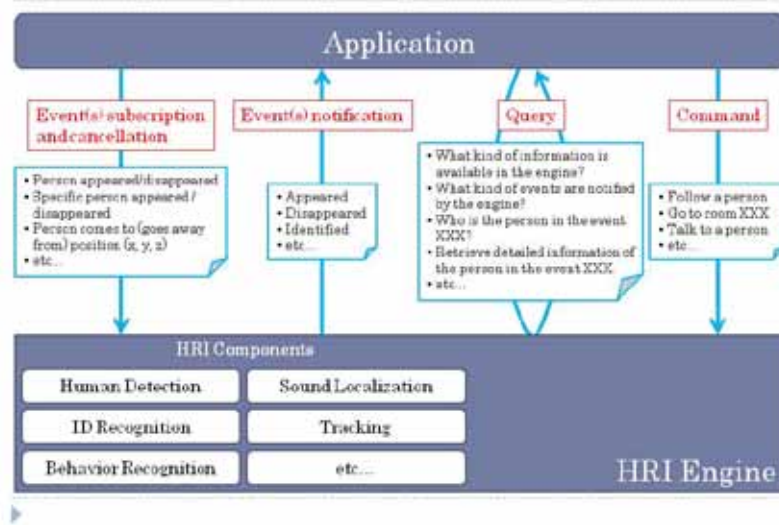 Application
Event(s) subscription
and cancellation
• Person appeared/disappeared
• Specific person appeared /
disappeared
• Person comes to (goes away
from) position (x, y, z)
• etc...
Event(s) notification
• Appeared
• Disappeared
• Identified
• etc...
Query
• What kind of information is
available in the engine?
• What kind of events are notified
by the engine?
• Who is the person in the event
XXX?
• Retrieve detailed information of
the person in the event XXX
• etc...
Command
• Follow a person
• Go to room XXX
• Talk to a person
• etc...
HRI Components
Human Detection
Sound Localization
ID Recognition
Tracking
Behavior Recognition
etc...
HRI Engine